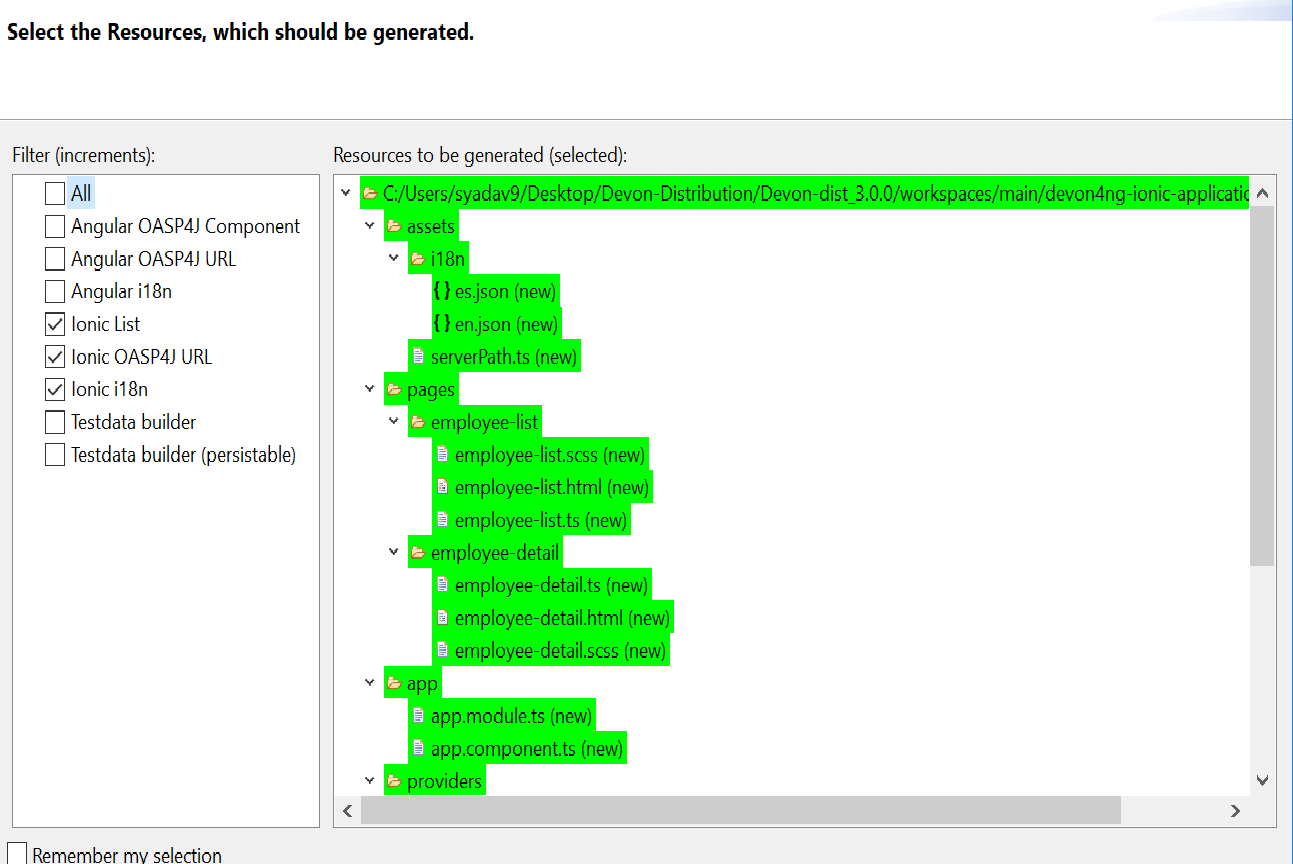 Select the Resources, which should be generated.
Filter (increments):
All
Angular OASP4J Component
Angular OASP4J URL
Angular i18n
Ionic List
Ionic OASP4J URL
Ionic i18n
Testdata builder
Testdata builder (persistable)
Resources to be generated (selected):
C:/Users/syadav9/Desktop/Devon-Distribution/Devon-dist_3.0.0/workspaces/main/devon4ng-ionic-applicatio
assets
i18n
es.json (new)
en.json (new)
serverPath.ts (new)
pages
employee-list
employee-list.scss (new)
employee-list.html (new)
employee-list.ts (new)
employee-detail
employee-detail.ts (new)
employee-detail.html (new)
employee-detail.scss (new)
app
app.module.ts (new)
app.component.ts (new)
providers
Remember my selection